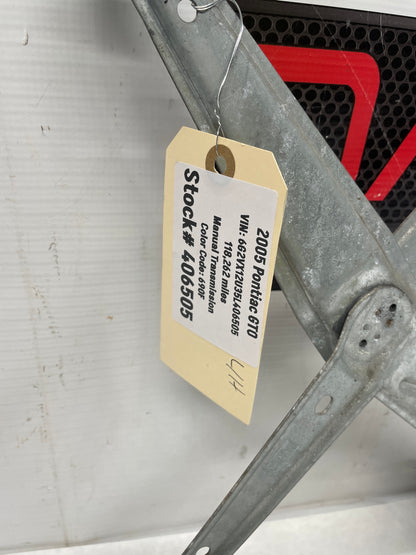 2005 Pontiac GTO
VIN: 6G2VX12U35L406505
118,262 miles
Manual Transmission
Color Code: 690F
Stock# 406505
L/H